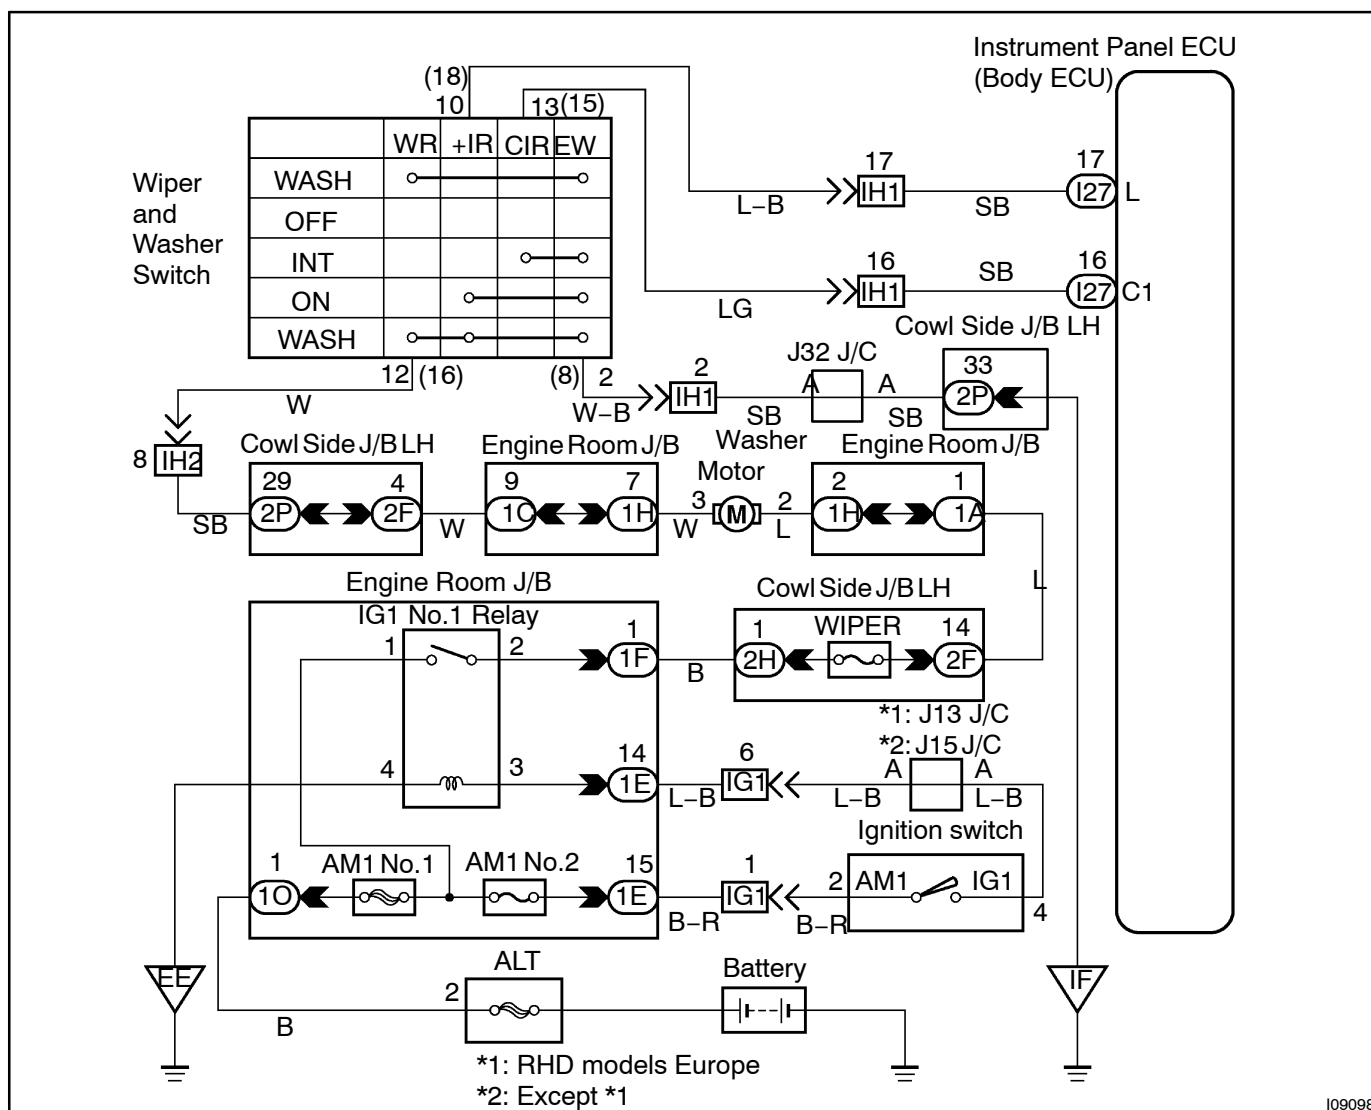 Instrument Panel ECU
(Body ECU)
(18)
10 13 (15)
WR +IR CIR EW
WASH
OFF
INT
ON
WASH
Wiper
and
Washer
Switch
17 17
L−B IH1 SB I27 L
16 16
LG IH1 SB I27 C1
Cowl Side J/B LH
12 (16) (8) 2
W W−B
2
IH1
SB
J32 J/C
A A
SB
33
2P
8 IH2
SB
Cowl Side J/B LH
29 4
2P 2F
W
Engine Room J/B
9 7
1C 1H
W
Washer
Motor
3 M 2
L
Engine Room J/B
2 1
1H 1A
L
Engine Room J/B
IG1 No.1 Relay
1 2
1
1F
B
Cowl Side J/B LH
1 WIPER 14
2H 2F
*1: J13 J/C
*2: J15 J/C
4 3
14
1E
L−B
6
IG1
L−B
A A
L−B
Ignition switch
1
1O
AM1 No.1 AM1 No.2
15
1E
B−R
1
IG1
B−R
2 AM1 IG1
4
EE
B
ALT
2
Battery
IF
*1: RHD models Europe
*2: Except *1
I09098